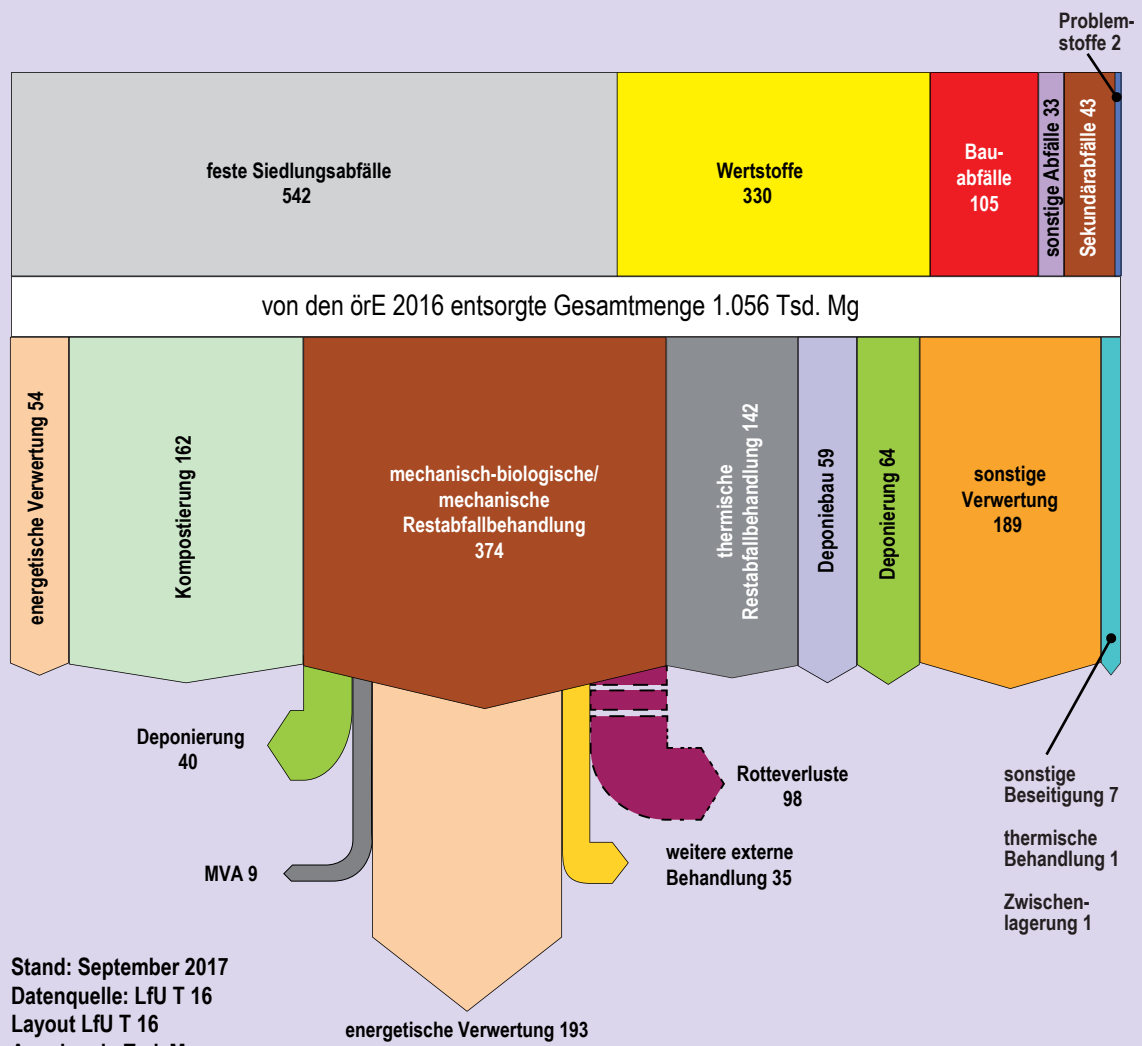 Problem-
stoffe 2
feste Siedlungsabfälle
542
Wertstoffe
330
Bau-
abfälle
105
sonstige Abfälle 33
Sekundärabfälle 43
von den örE 2016 entsorgte Gesamtmenge 1.056 Tsd. Mg
energetische Verwertung 54
Kompostierung 162
mechanisch-biologische/
mechanische
Restabfallbehandlung
374
thermische
Restabfallbehandlung 142
Deponiebau 59
Deponierung 64
sonstige
Verwertung
189
Deponierung
40
MVA 9
energetische Verwertung 193
weitere externe
Behandlung 35
Rotteverluste
98
sonstige
Beseitigung 7
thermische
Behandlung 1
Zwischen-
lagerung 1
Stand: September 2017
Datenquelle: LfU T 16
Layout LfU T 16